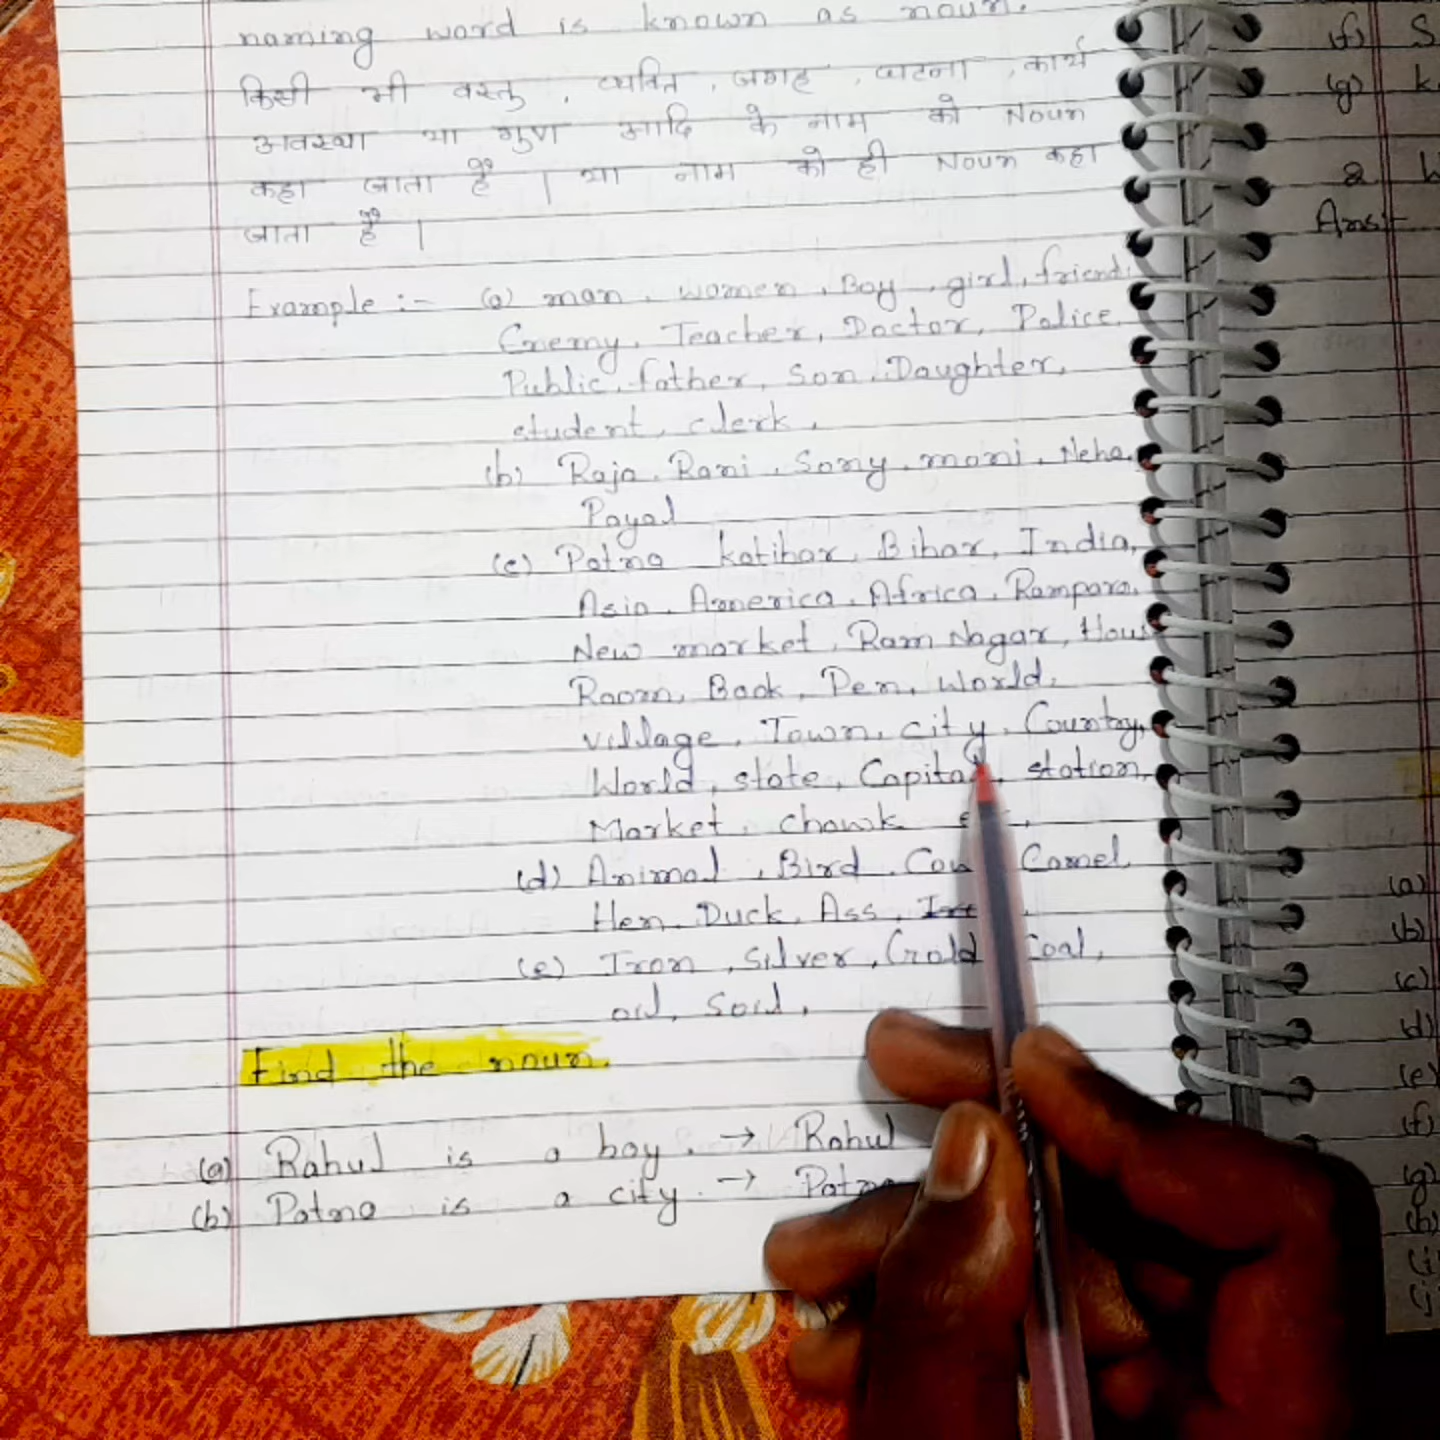 naming word is known as noun.
किसी भी वस्तु, व्यक्ति, जगह, घटना, कार्य
अवस्था या गुण आदि के नाम को Noun
कहा जाता है | या नाम को ही Noun कहा
जाता है |
Example :- (a) man, women, Boy, girl, friend,
Enemy, Teacher, Doctor, Police,
Public, father, Son, Daughter,
student, clerk,
(b) Raja, Rani, Sony, moni, Neha,
Payal
(c) Patna katihar, Bihar, India,
Asia, America, Africa, Rampara,
New market, Ram Nagar,
Room, Book, Pen, World,
village, Town, city, Country,
World, state, Capital, station,
Market, chowk
(d) Animal, Bird, Cow Camel
Hen, Duck, Ass,
(e) Iron, Silver, Gold Coal,
oil, Soil,
Find the noun.
(a) Rahul is a boy. → Rahul
(b) Patna is a city. → Patna
(f) S
(g) k
2 W
Ans:-
(a)
(b)
(c)
(d)
(e)
(f)
(g)
(h)